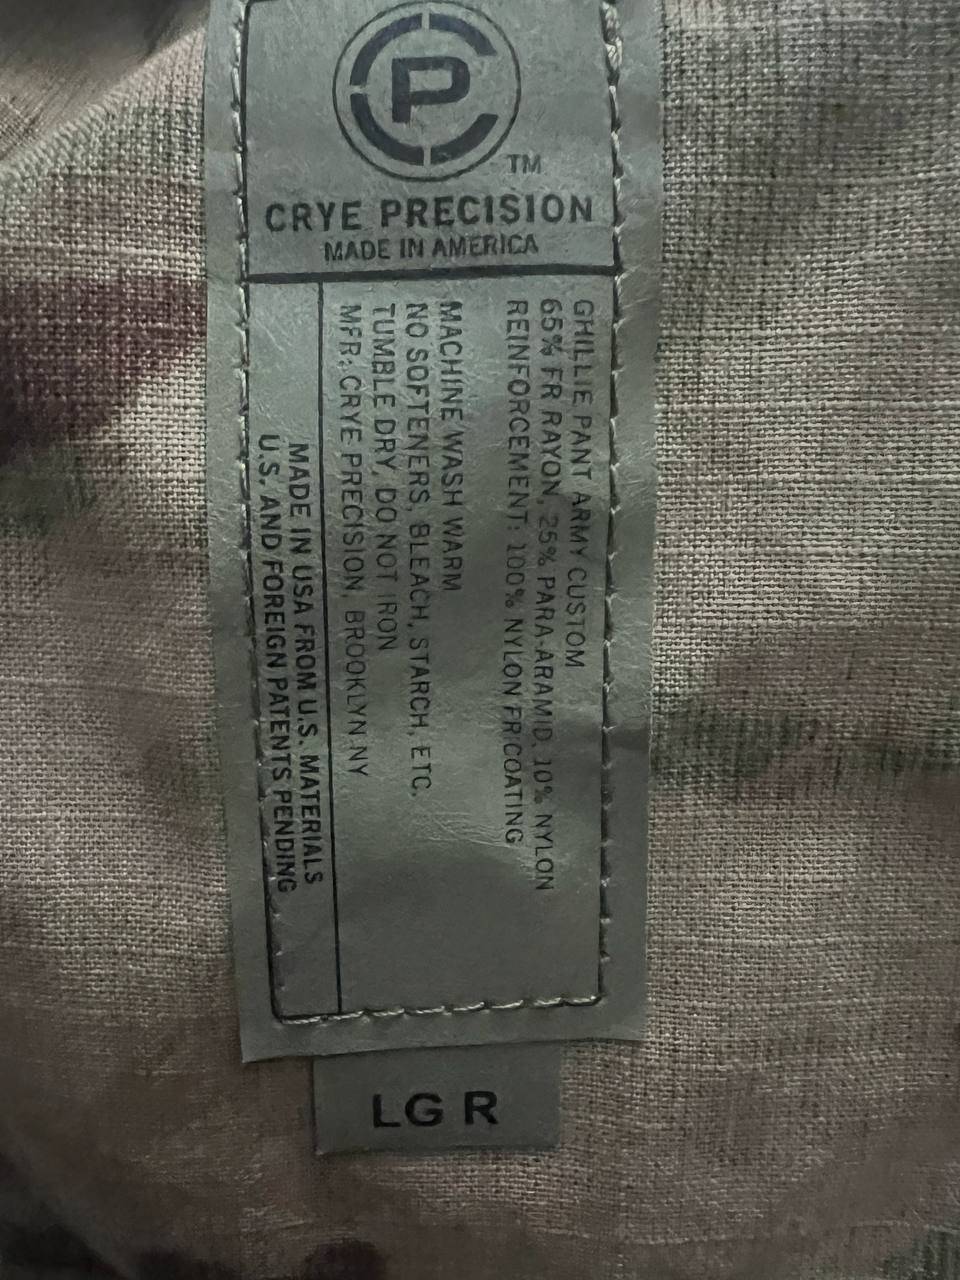 CP
TM
CRYE PRECISION
MADE IN AMERICA
GHILLIE PANT ARMY CUSTOM
65% FR RAYON, 25% PARA-ARAMID, 10% NYLON
REINFORCEMENT: 100% NYLON FR COATING
MACHINE WASH WARM
NO SOFTENERS, BLEACH, STARCH, ETC.
TUMBLE DRY, DO NOT IRON
MFR: CRYE PRECISION, BROOKLYN NY
MADE IN USA FROM U.S. MATERIALS
U.S. AND FOREIGN PATENTS PENDING
LG R